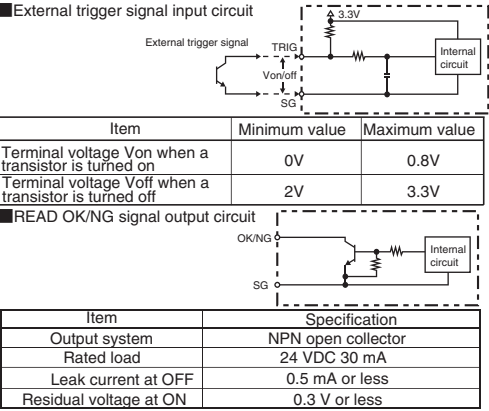 ■External trigger signal input circuit
3.3V
External trigger signal
TRIG
Internal circuit
Von/off
SG
Item Minimum value Maximum value
Terminal voltage Von when a transistor is turned on 0V 0.8V
Terminal voltage Voff when a transistor is turned off 2V 3.3V
■READ OK/NG signal output circuit
OK/NG
Internal circuit
SG
Item Specification
Output system NPN open collector
Rated load 24 VDC 30 mA
Leak current at OFF 0.5 mA or less
Residual voltage at ON 0.3 V or less